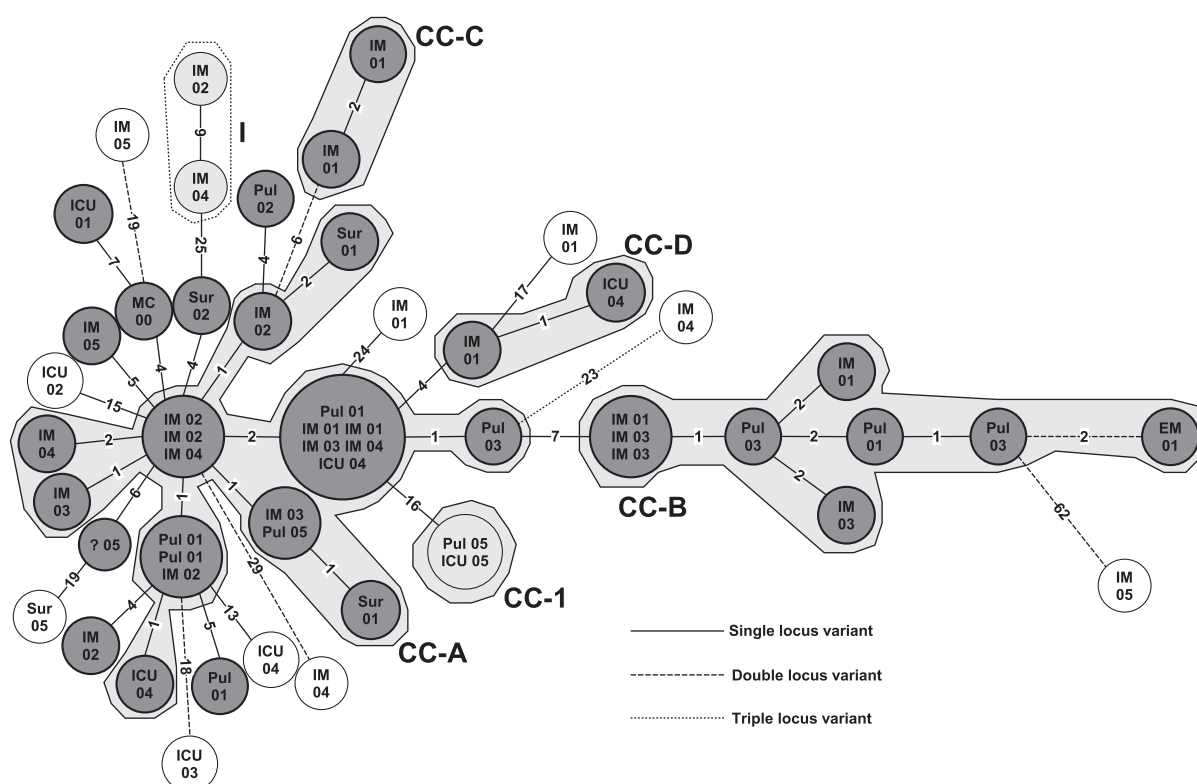 IM
01
CC-C
IM
02
2
IM
05
9
I
IM
01
IM
04
Pul
02
ICU
01
19
6
Sur
01
IM
01
CC-D
25
4
7
2
ICU
04
17
MC
00
Sur
02
IM
02
IM
01
IM
04
1
IM
05
IM
01
24
4
4
1
IM
01
4
23
ICU
02
5
15
2
IM
04
2
IM 02
IM 02
IM 04
2
Pul 01
IM 01 IM 01
IM 03 IM 04
ICU 04
1
Pul
03
7
IM 01
IM 03
IM 03
1
Pul
03
2
Pul
01
1
Pul
03
2
EM
01
1
IM
03
6
1
1
16
CC-B
2
IM
03
62
? 05
Pul 01
Pul 01
IM 02
IM 03
Pul 05
Pul 05
ICU 05
29
19
1
CC-1
IM
05
Sur
05
4
1
5
13
Sur
01
CC-A
IM
02
18
ICU
04
ICU
04
Pul
01
IM
04
ICU
03
Single locus variant
Double locus variant
Triple locus variant